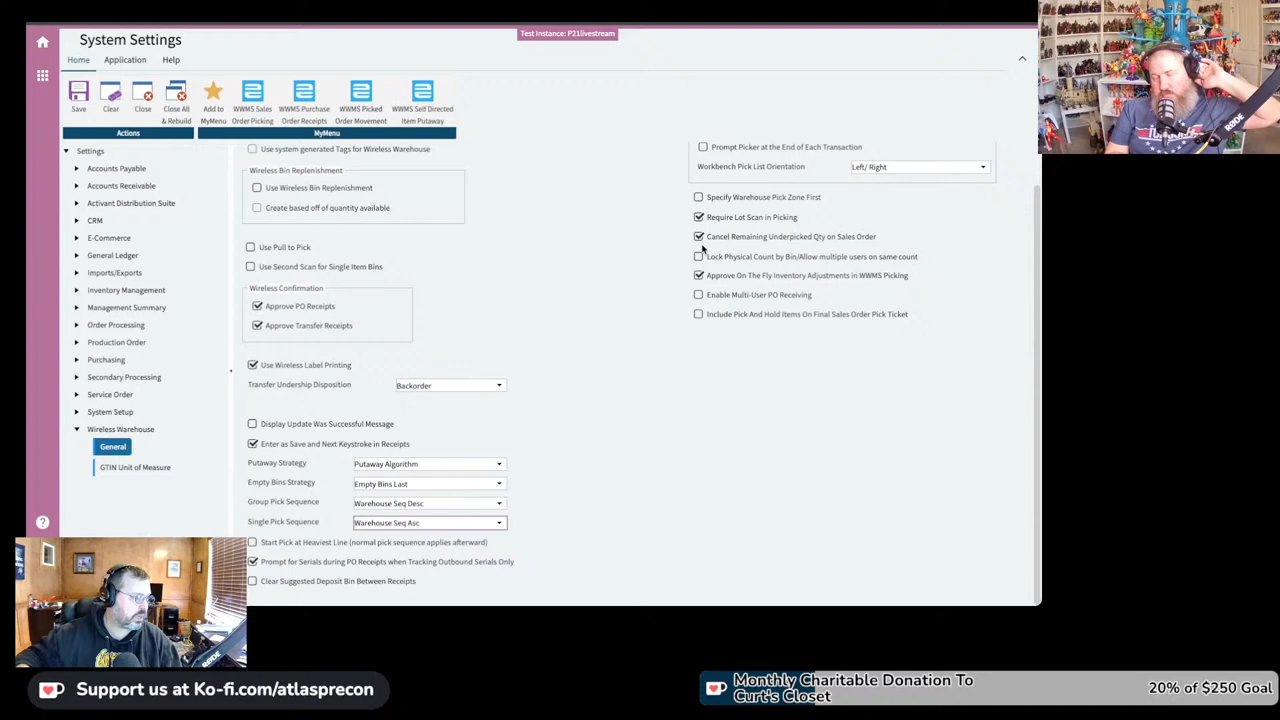 System Settings
Test Instance: P21livestream
Home
Application
Help
Save
Clear
Close
Close All
& Rebuild
Add to
MyMenu
WWMS Sales
Order Picking
WWMS Purchase
Order Receipts
WWMS Picked
Order Movement
WWMS Self Directed
Item Putaway
Actions
MyMenu
Settings
Accounts Payable
Accounts Receivable
Activant Distribution Suite
CRM
E-Commerce
General Ledger
Imports/Exports
Inventory Management
Management Summary
Order Processing
Production Order
Purchasing
Secondary Processing
Service Order
System Setup
Wireless Warehouse
General
GTIN Unit of Measure
Use system generated Tags for Wireless Warehouse
Wireless Bin Replenishment
Use Wireless Bin Replenishment
Create based off of quantity available
Use Pull to Pick
Use Second Scan for Single Item Bins
Wireless Confirmation
Approve PO Receipts
Approve Transfer Receipts
Use Wireless Label Printing
Transfer Undership Disposition
Backorder
Display Update Was Successful Message
Enter as Save and Next Keystroke in Receipts
Putaway Strategy
Putaway Algorithm
Empty Bins Strategy
Empty Bins Last
Group Pick Sequence
Warehouse Seq Desc
Single Pick Sequence
Warehouse Seq Asc
Start Pick at Heaviest Line (normal pick sequence applies afterward)
Prompt for Serials during PO Receipts when Tracking Outbound Serials Only
Clear Suggested Deposit Bin Between Receipts
Prompt Picker at the End of Each Transaction
Workbench Pick List Orientation
Left/ Right
Specify Warehouse Pick Zone First
Require Lot Scan in Picking
Cancel Remaining Underpicked Qty on Sales Order
Lock Physical Count by Bin/Allow multiple users on same count
Approve On The Fly Inventory Adjustments in WWMS Picking
Enable Multi-User PO Receiving
Include Pick And Hold Items On Final Sales Order Pick Ticket
RØDE
RØDE
Support us at Ko-fi.com/atlasprecon
Monthly Charitable Donation To
Curt's Closet
20% of $250 Goal